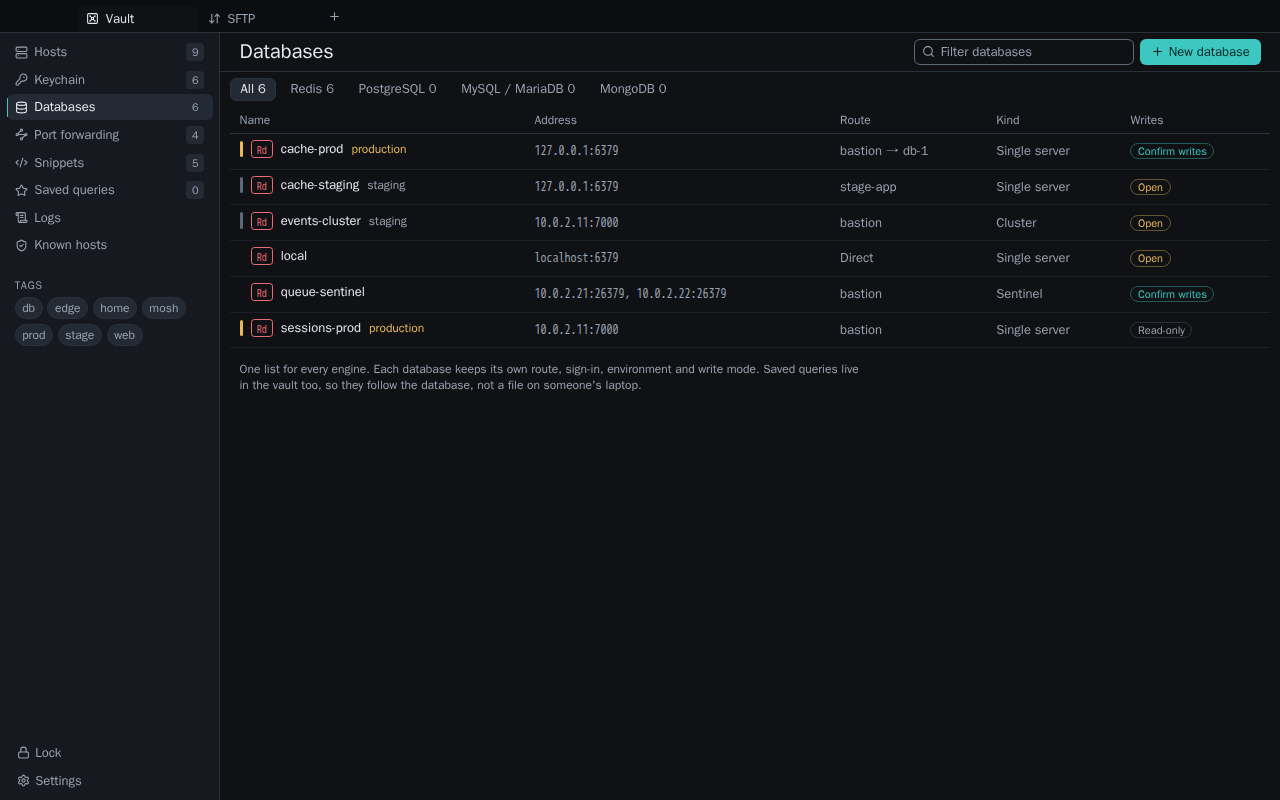 Vault
SFTP
Hosts 9
Keychain 6
Databases 6
Port forwarding 4
Snippets 5
Saved queries 0
Logs
Known hosts
TAGS
db edge home mosh
prod stage web
Lock
Settings
Databases
Filter databases
+ New database
All 6 Redis 6 PostgreSQL 0 MySQL / MariaDB 0 MongoDB 0
Name Address Route Kind Writes
Rd cache-prod production 127.0.0.1:6379 bastion → db-1 Single server Confirm writes
Rd cache-staging staging 127.0.0.1:6379 stage-app Single server Open
Rd events-cluster staging 10.0.2.11:7000 bastion Cluster Open
Rd local localhost:6379 Direct Single server Open
Rd queue-sentinel 10.0.2.21:26379, 10.0.2.22:26379 bastion Sentinel Confirm writes
Rd sessions-prod production 10.0.2.11:7000 bastion Single server Read-only
One list for every engine. Each database keeps its own route, sign-in, environment and write mode. Saved queries live
in the vault too, so they follow the database, not a file on someone's laptop.